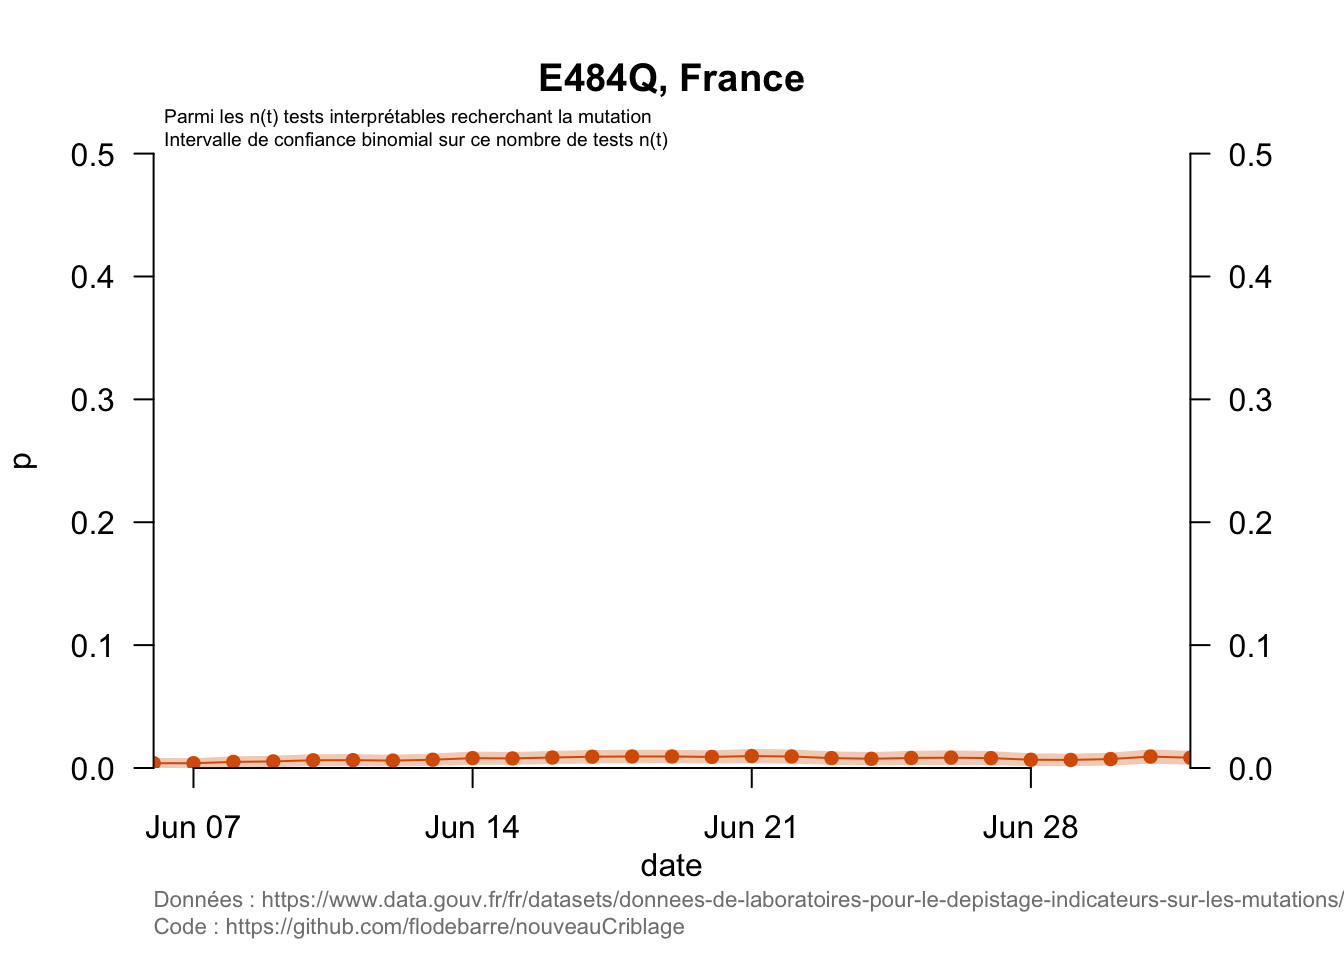 E484Q, France
Parmi les n(t) tests interprétables recherchant la mutation
Intervalle de confiance binomial sur ce nombre de tests n(t)
0.5 0.5
0.4 0.4
0.3 0.3
p
0.2 0.2
0.1 0.1
0.0 0.0
Jun 07 Jun 14 Jun 21 Jun 28
date
Données : https://www.data.gouv.fr/fr/datasets/donnees-de-laboratoires-pour-le-depistage-indicateurs-sur-les-mutations/
Code : https://github.com/flodebarre/nouveauCriblage